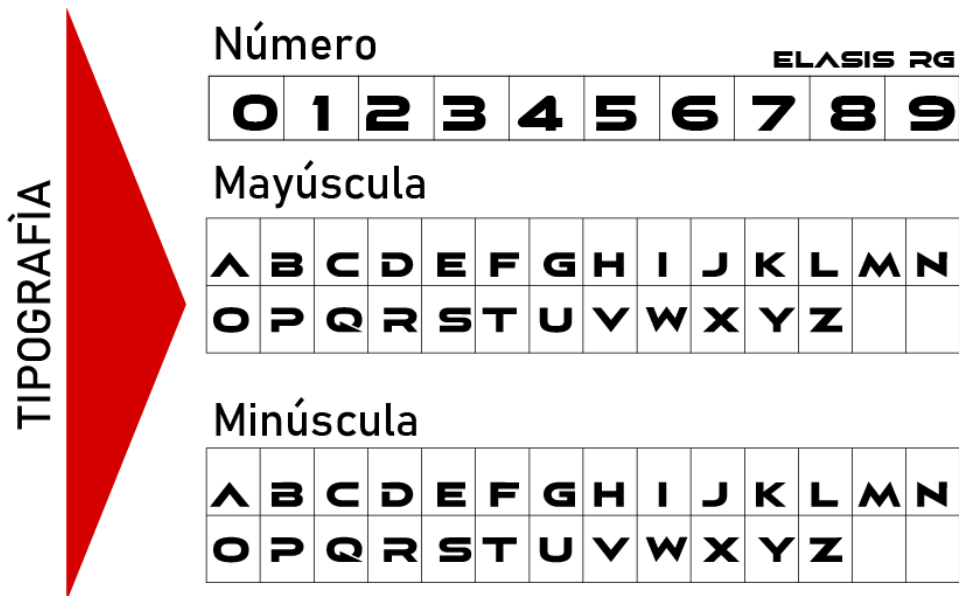 TIPOGRAFÌA
Número
ELASIS RG
0 1 2 3 4 5 6 7 8 9
Mayúscula
A B C D E F G H I J K L M N
O P Q R S T U V W X Y Z
Minúscula
A B C D E F G H I J K L M N
O P Q R S T U V W X Y Z